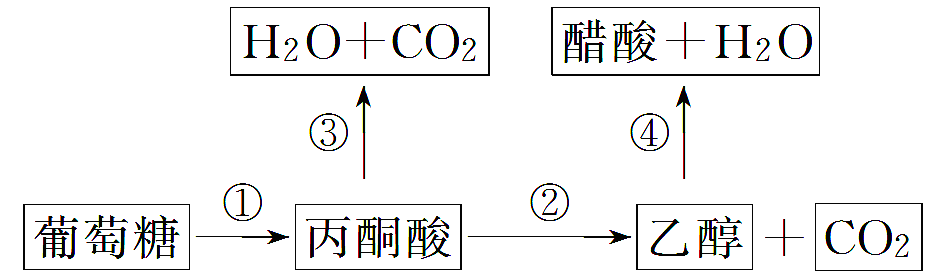 H₂O+CO₂ 醋酸+H₂O
③ ④
① ②
葡萄糖 丙酮酸 乙醇 + CO₂